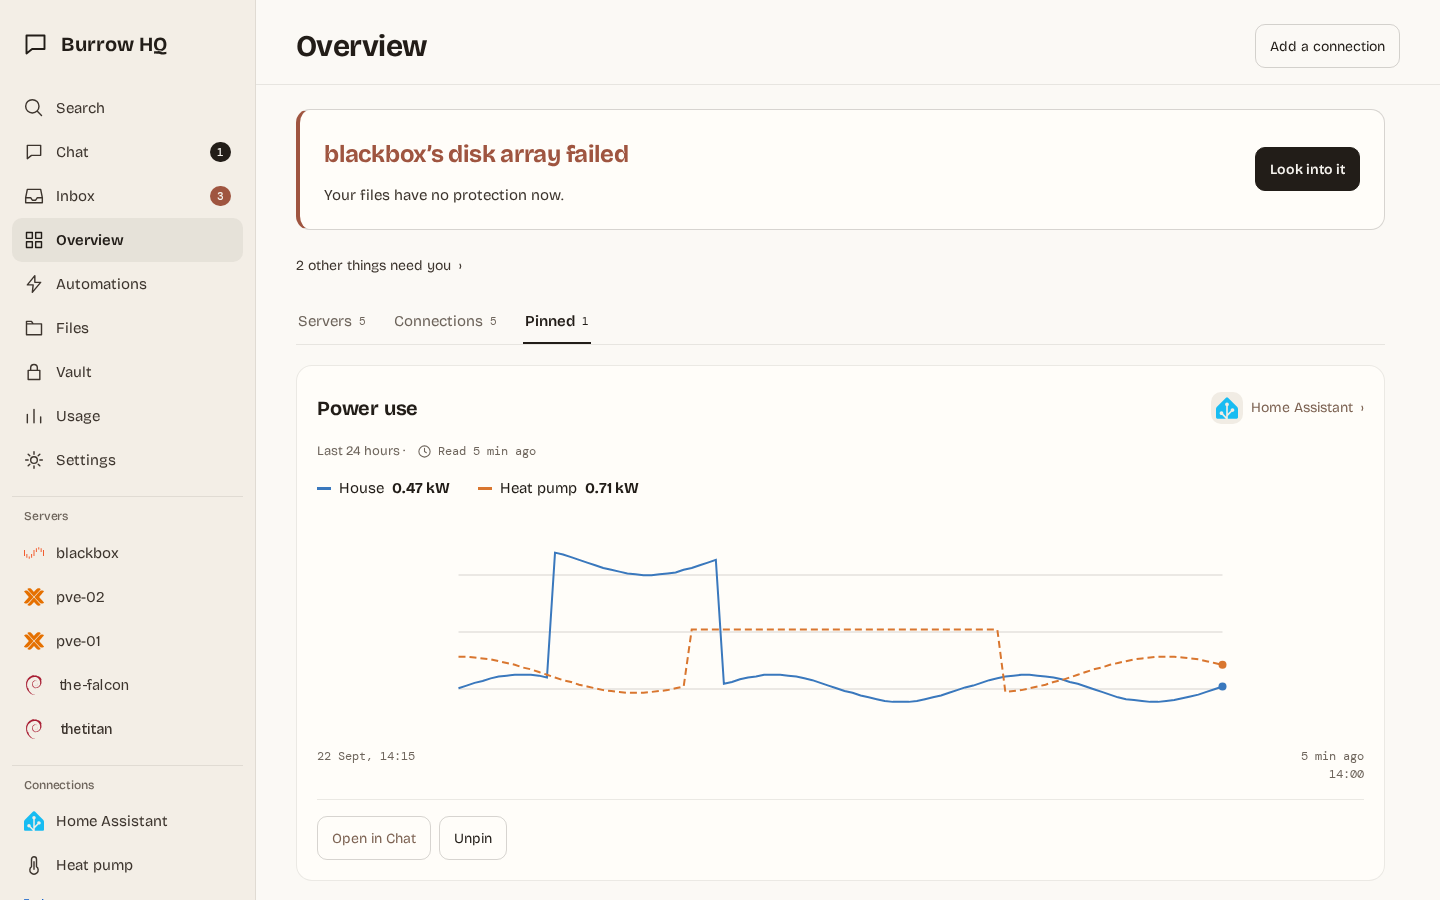 Burrow HQ
Search
Chat 1
Inbox 3
Overview
Automations
Files
Vault
Usage
Settings
Servers
blackbox
pve-02
pve-01
the-falcon
thetitan
Connections
Home Assistant
Heat pump
Overview
Add a connection
blackbox's disk array failed
Your files have no protection now.
Look into it
2 other things need you ›
Servers 5 Connections 5 Pinned 1
Power use
Home Assistant ›
Last 24 hours · Read 5 min ago
House 0.47 kW Heat pump 0.71 kW
22 Sept, 14:15
5 min ago
14:00
Open in Chat Unpin